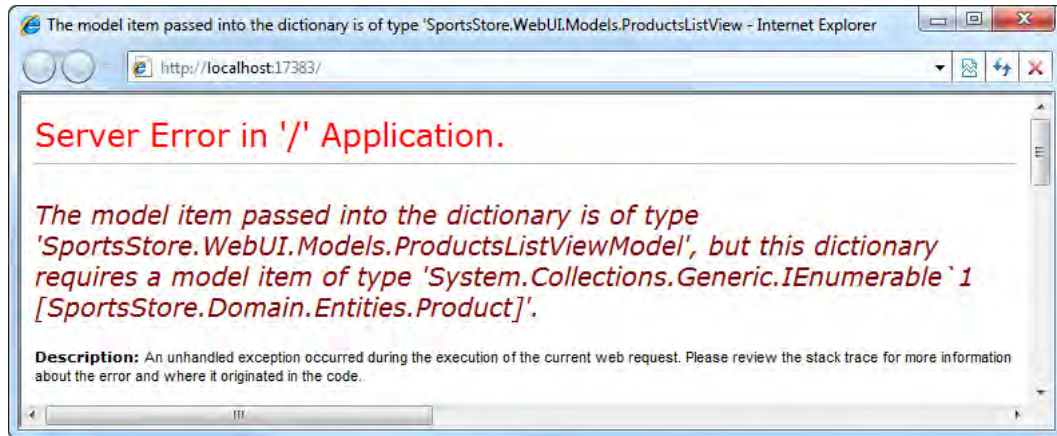 The model item passed into the dictionary is of type 'SportsStore.WebUI.Models.ProductsListView - Internet Explorer
http://localhost:17383/
Server Error in '/' Application.
The model item passed into the dictionary is of type
'SportsStore.WebUI.Models.ProductsListViewModel', but this dictionary
requires a model item of type 'System.Collections.Generic.IEnumerable`1
[SportsStore.Domain.Entities.Product]'.
Description: An unhandled exception occurred during the execution of the current web request. Please review the stack trace for more information
about the error and where it originated in the code.